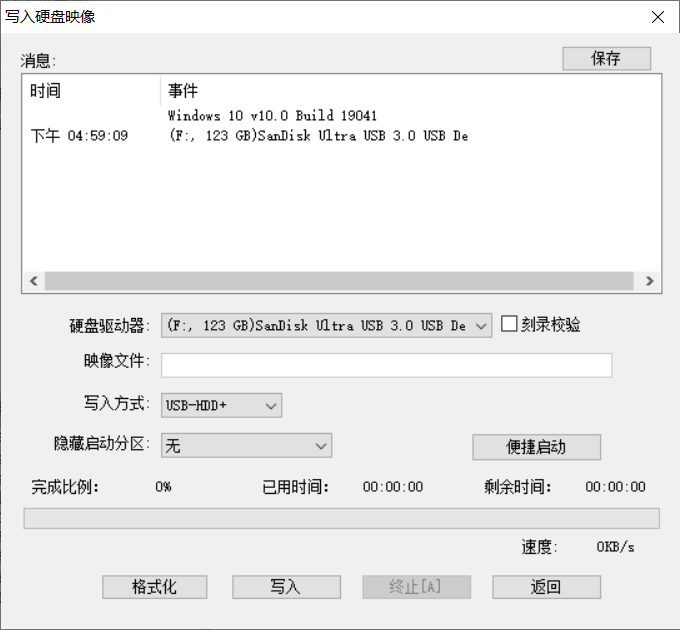 写入硬盘映像
消息:
保存
时间 事件
Windows 10 v10.0 Build 19041
下午 04:59:09 (F:, 123 GB)SanDisk Ultra USB 3.0 USB De
硬盘驱动器: (F:, 123 GB)SanDisk Ultra USB 3.0 USB De 刻录校验
映像文件:
写入方式: USB-HDD+
隐藏启动分区: 无 便捷启动
完成比例: 0% 已用时间: 00:00:00 剩余时间: 00:00:00
速度: 0KB/s
格式化 写入 终止[A] 返回